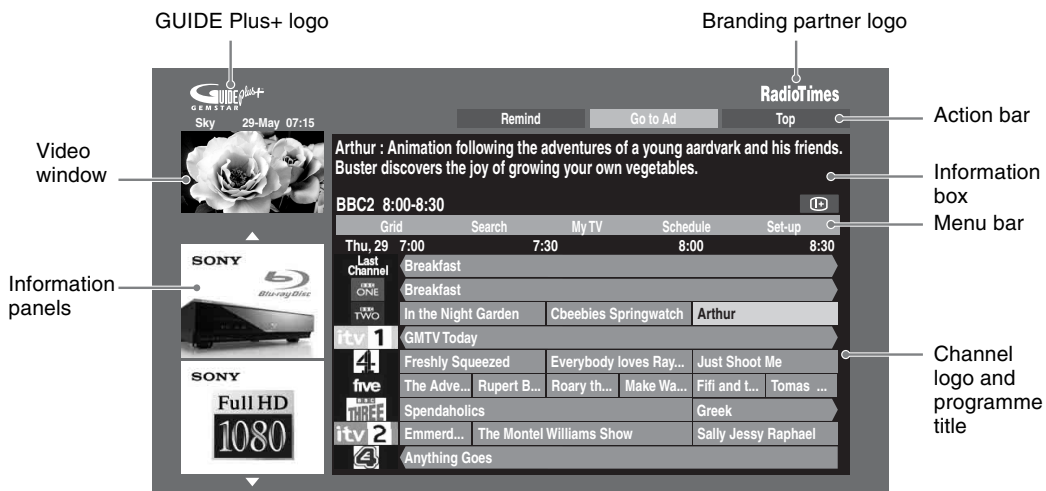 GUIDE Plus+ logo
Branding partner logo
GUIDE plus+
GEMSTAR
RadioTimes
Sky 29-May 07:15
Remind Go to Ad Top
Action bar
Video
window
Arthur : Animation following the adventures of a young aardvark and his friends.
Buster discovers the joy of growing your own vegetables.
Information
box
BBC2 8:00-8:30
Grid Search My TV Schedule Set-up
Menu bar
Thu, 29 7:00 7:30 8:00 8:30
Information
panels
SONY
Blu-ray Disc
SONY
Full HD
1080
Last
Channel
Breakfast
BBC
ONE
Breakfast
BBC
TWO
In the Night Garden Cbeebies Springwatch Arthur
itv 1 GMTV Today
4 Freshly Squeezed Everybody loves Ray... Just Shoot Me
five The Adve... Rupert B... Roary th... Make Wa... Fifi and t... Tomas ...
BBC
THREE
Spendaholics Greek
itv 2 Emmerd... The Montel Williams Show Sally Jessy Raphael
4 Anything Goes
Channel
logo and
programme
title